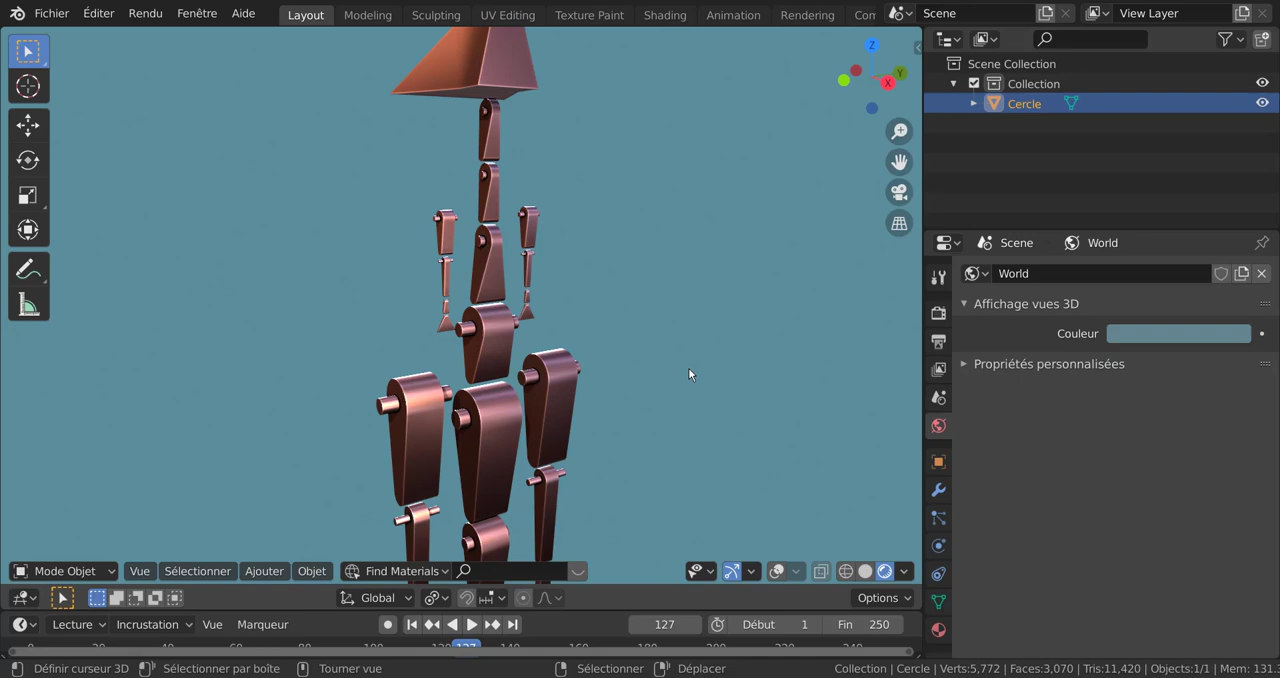 Fichier Éditer Rendu Fenêtre Aide Layout Modeling Sculpting UV Editing Texture Paint Shading Animation Rendering Com Scene View Layer
Z
Y
X
Scene Collection
Collection
Cercle
Scene World
World
Affichage vues 3D
Couleur
Propriétés personnalisées
Mode Objet Vue Sélectionner Ajouter Objet Find Materials
Global Options
Lecture Incrustation Vue Marqueur 127 Début 1 Fin 250
127
Définir curseur 3D Sélectionner par boîte Tourner vue Sélectionner Déplacer Collection | Cercle | Verts:5,772 | Faces:3,070 | Tris:11,420 | Objects:1/1 | Mem: 131.